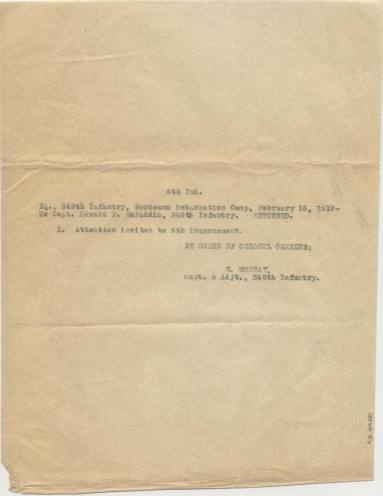 6th Ind.
Hq., 349th Infantry, Bordeaux Embarkation Camp, February 16, 1919-
To Capt. Edward P. McFaddin, 349th Infantry. RETURNED.
1. Attention invited to 5th Indorsement.
BY ORDER OF COLONEL CHARLES:
M. MURRAY,
Capt. & Adjt., 349th Infantry.